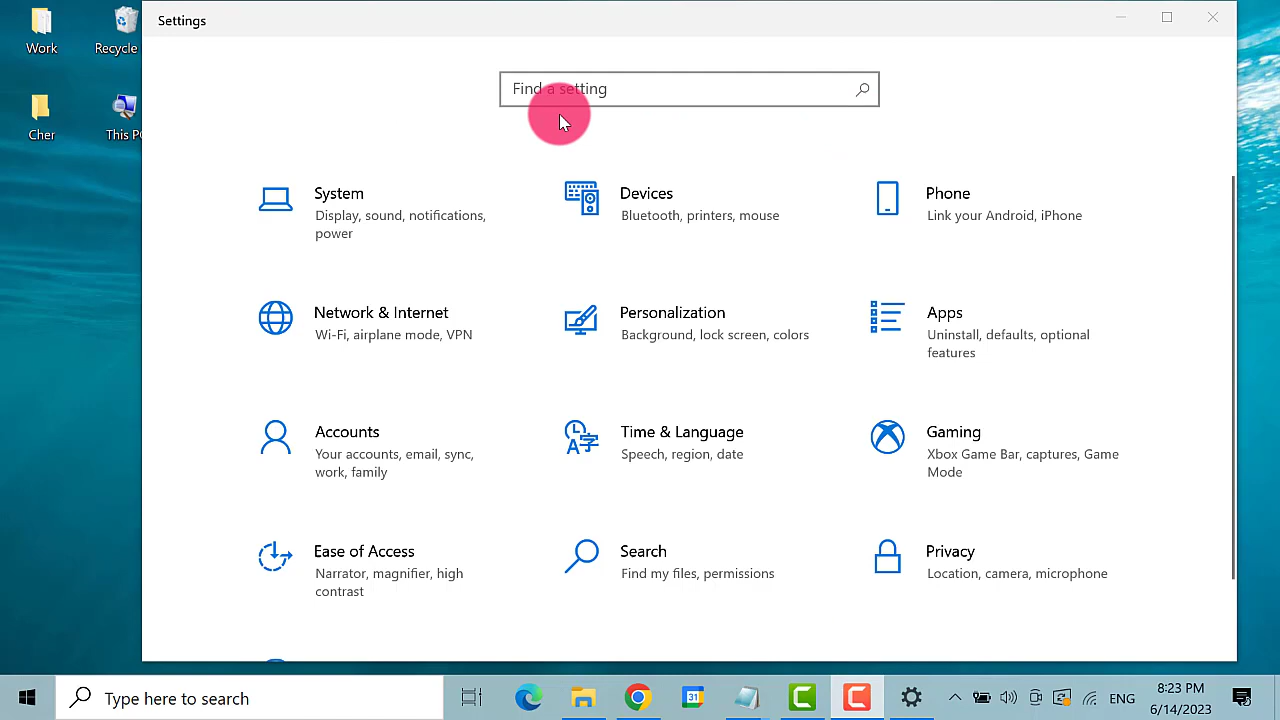 Work
Recycle
Cher
This PC
Settings
Find a setting
System
Display, sound, notifications,
power
Devices
Bluetooth, printers, mouse
Phone
Link your Android, iPhone
Network & Internet
Wi-Fi, airplane mode, VPN
Personalization
Background, lock screen, colors
Apps
Uninstall, defaults, optional
features
Accounts
Your accounts, email, sync,
work, family
Time & Language
Speech, region, date
Gaming
Xbox Game Bar, captures, Game
Mode
Ease of Access
Narrator, magnifier, high
contrast
Search
Find my files, permissions
Privacy
Location, camera, microphone
Type here to search
31
ENG
8:23 PM
6/14/2023